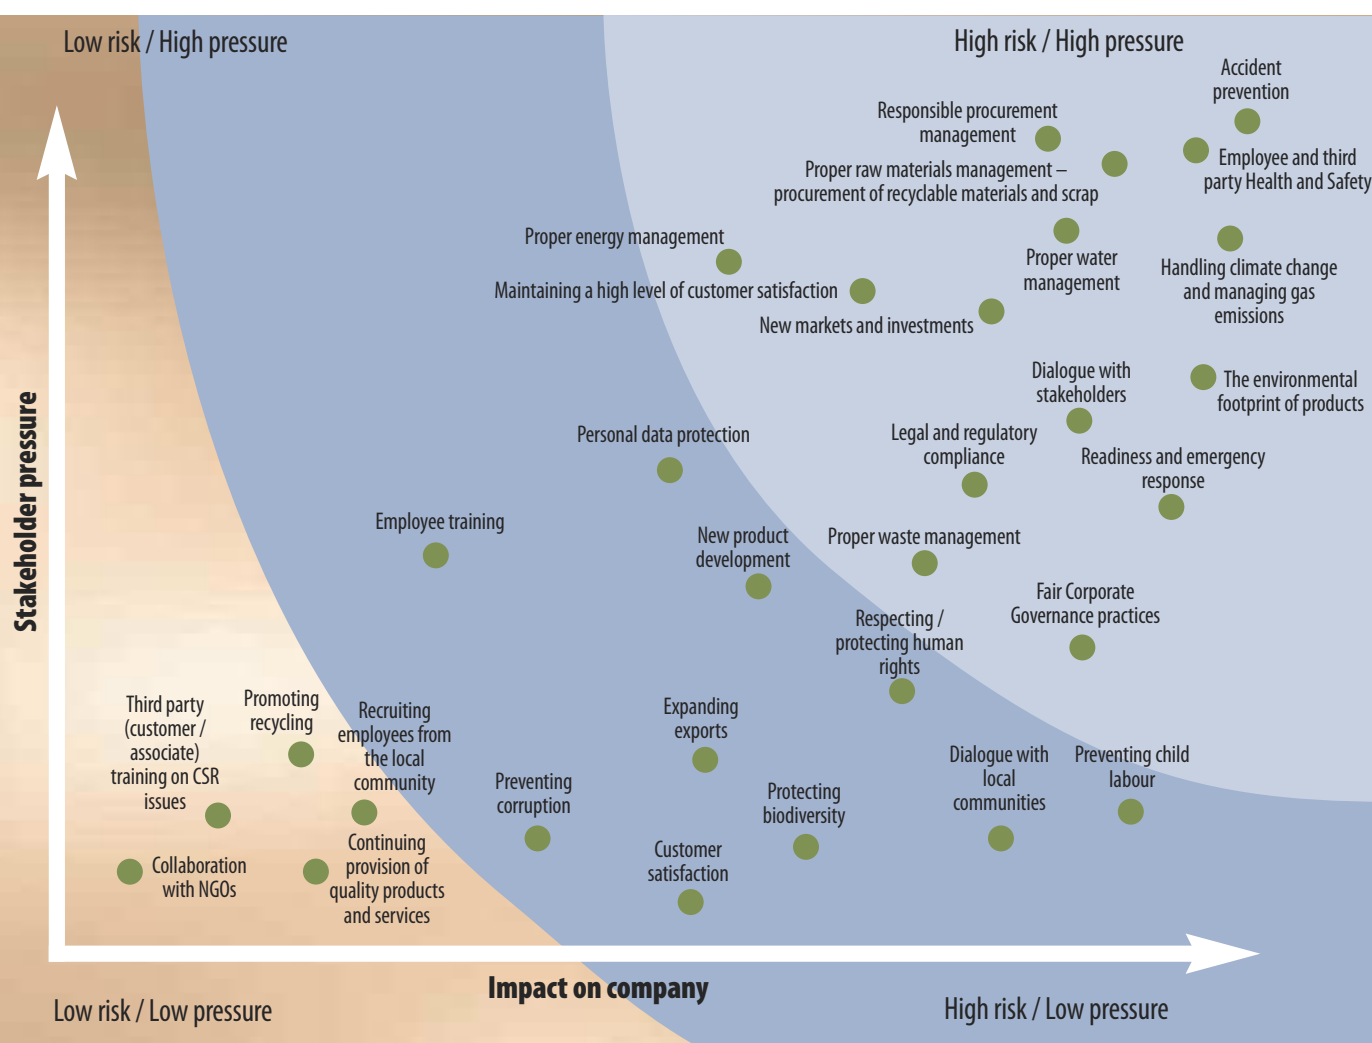 Low risk / High pressure
High risk / High pressure
Accident
prevention
Responsible procurement
management
Employee and third
party Health and Safety
Proper raw materials management –
procurement of recyclable materials and scrap
Proper energy management
Proper water
management
Handling climate change
and managing gas
emissions
Maintaining a high level of customer satisfaction
New markets and investments
Dialogue with
stakeholders
The environmental
footprint of products
Personal data protection
Legal and regulatory
compliance
Readiness and emergency
response
Employee training
New product
development
Proper waste management
Fair Corporate
Governance practices
Respecting /
protecting human
rights
Stakeholder pressure
Third party
(customer /
associate)
training on CSR
issues
Promoting
recycling
Recruiting
employees from
the local
community
Expanding
exports
Preventing
corruption
Protecting
biodiversity
Dialogue with
local
communities
Preventing child
labour
Collaboration
with NGOs
Continuing
provision of
quality products
and services
Customer
satisfaction
Impact on company
Low risk / Low pressure
High risk / Low pressure